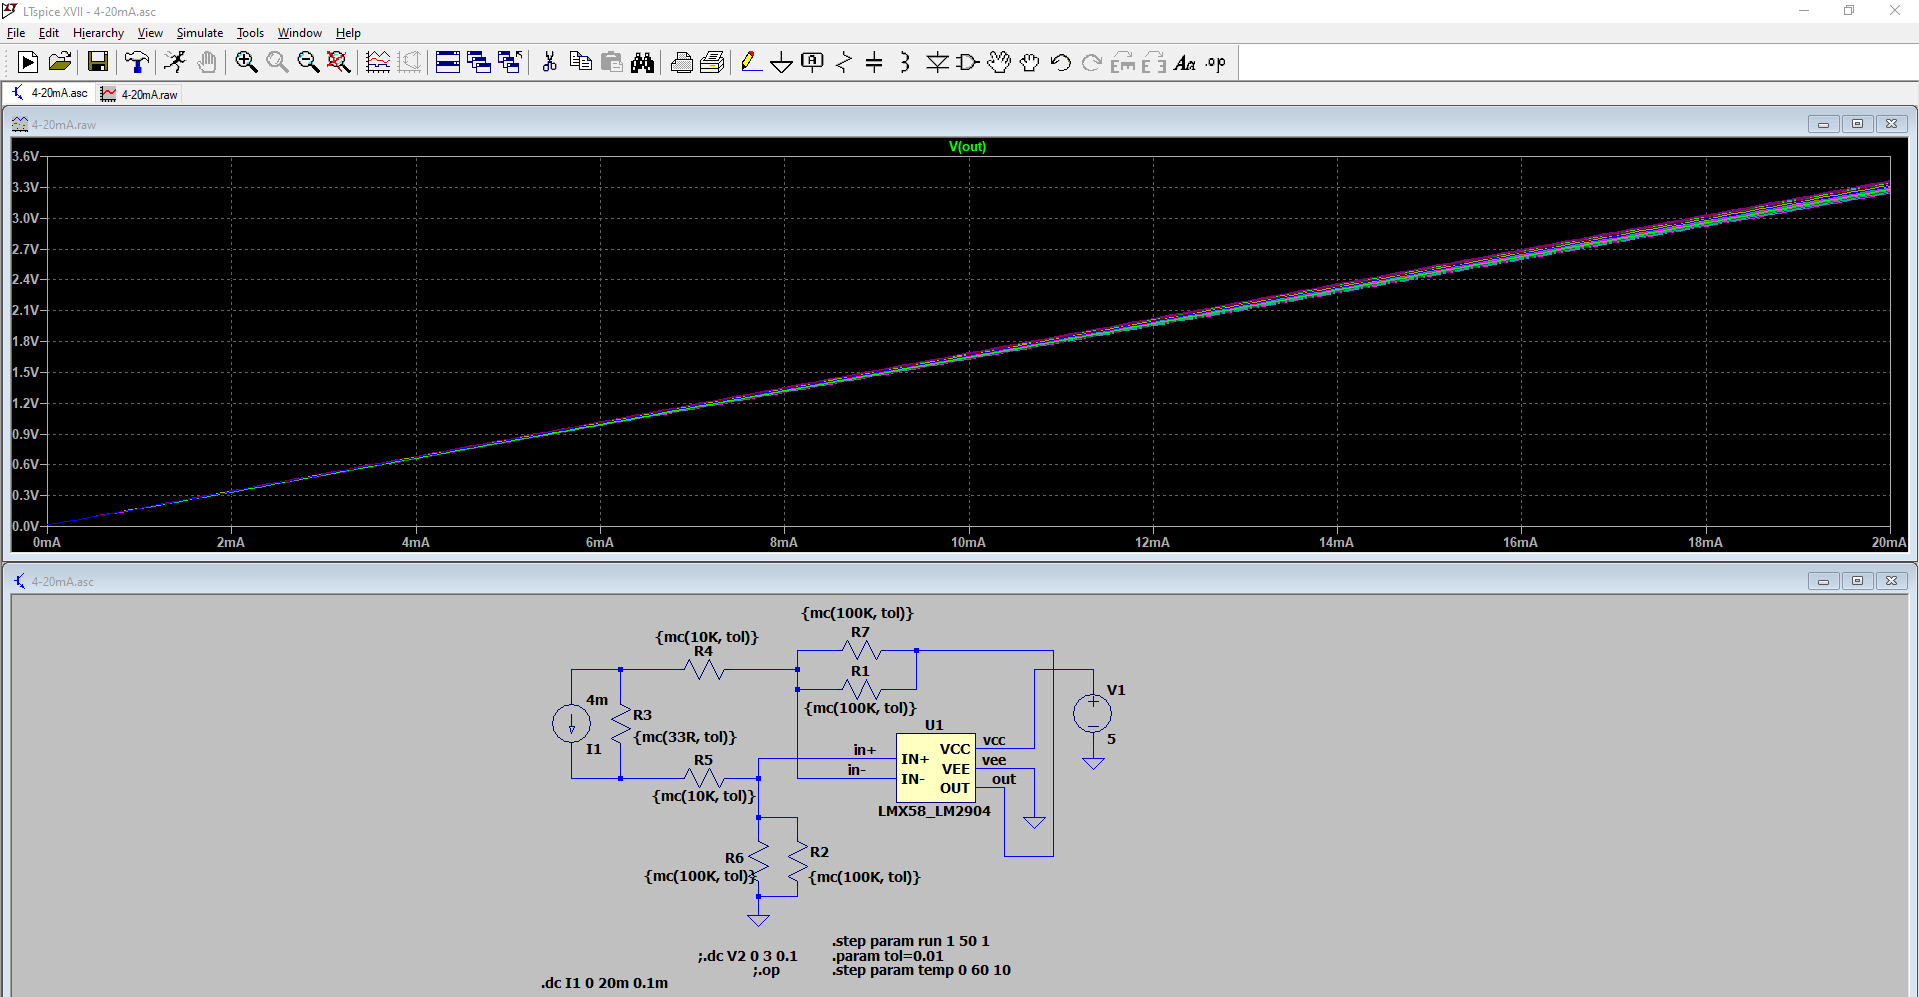 LTspice XVII - 4-20mA.asc
File Edit Hierarchy View Simulate Tools Window Help
4-20mA.asc 4-20mA.raw
4-20mA.raw
V(out)
3.6V
3.3V
3.0V
2.7V
2.4V
2.1V
1.8V
1.5V
1.2V
0.9V
0.6V
0.3V
0.0V
0mA 2mA 4mA 6mA 8mA 10mA 12mA 14mA 16mA 18mA 20mA
4-20mA.asc
{mc(100K, tol)}
R7
{mc(10K, tol)}
R4
R1
{mc(100K, tol)}
4m
I1
R3
{mc(33R, tol)}
R5
{mc(10K, tol)}
in+
in-
U1
IN+ VCC
IN- VEE
OUT
vcc
vee
out
LMX58_LM2904
V1
5
R6
{mc(100K, tol)}
R2
{mc(100K, tol)}
.step param run 1 50 1
;.dc V2 0 3 0.1
.param tol=0.01
;.op
.step param temp 0 60 10
.dc I1 0 20m 0.1m